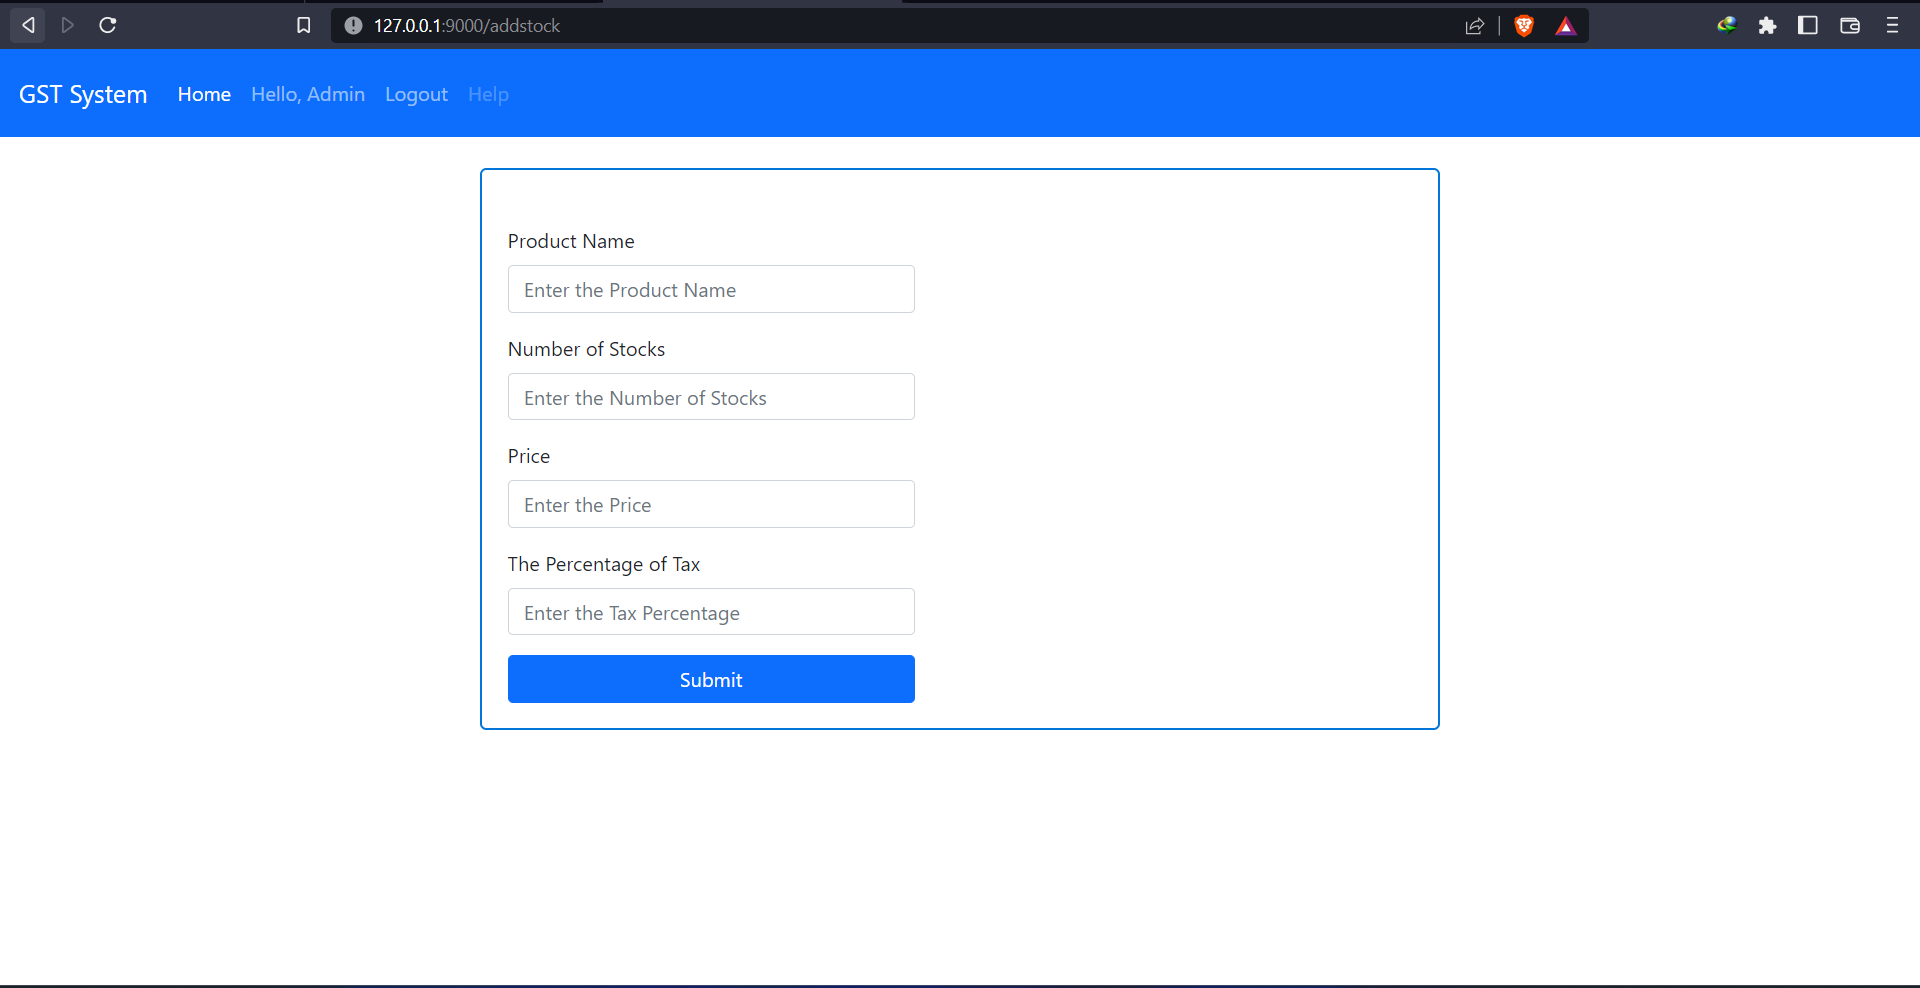 127.0.0.1:9000/addstock
GST System Home Hello, Admin Logout Help
Product Name
Enter the Product Name
Number of Stocks
Enter the Number of Stocks
Price
Enter the Price
The Percentage of Tax
Enter the Tax Percentage
Submit